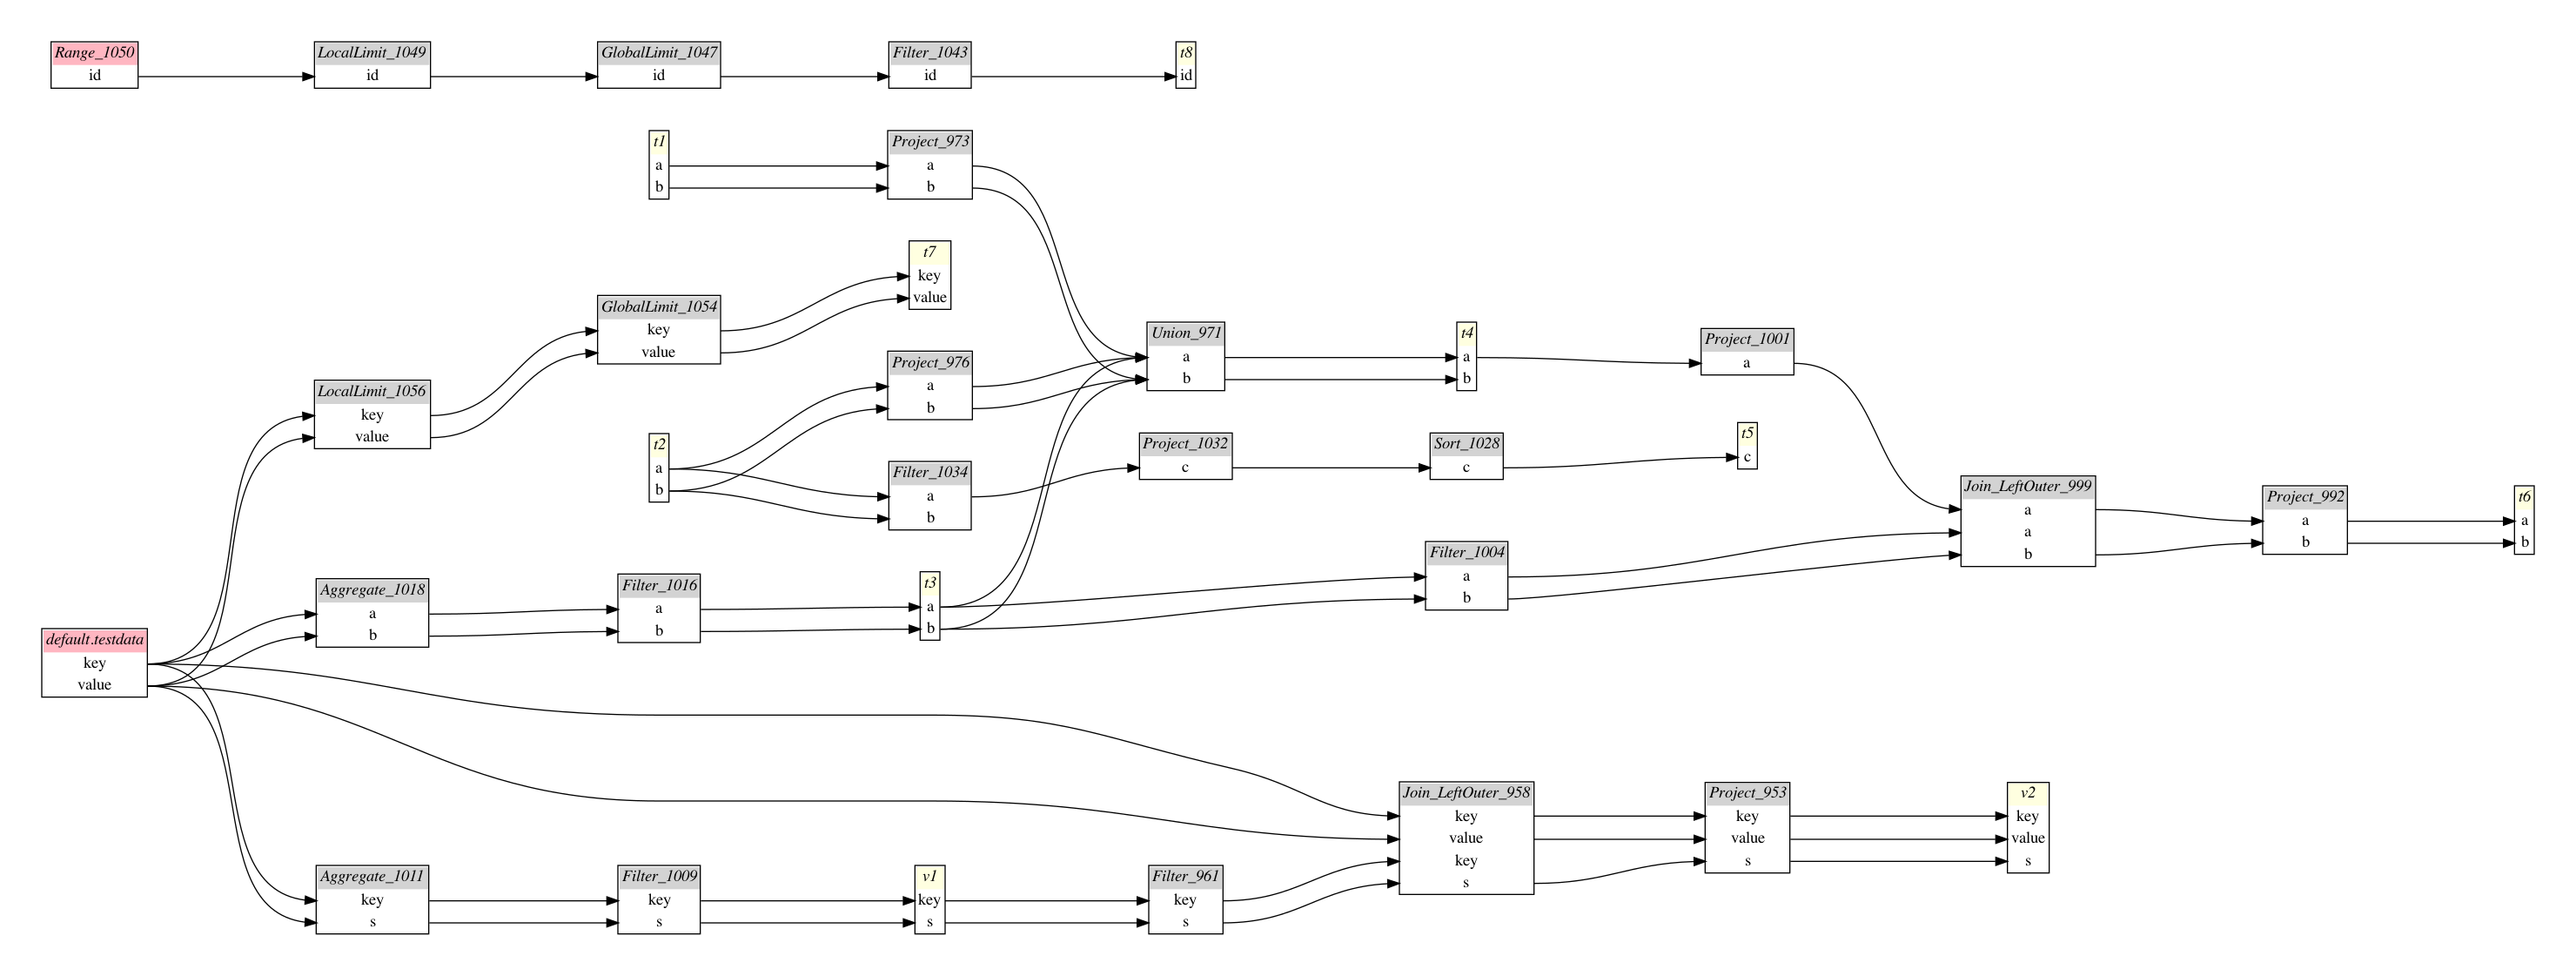 Range_1050
id
LocalLimit_1049
id
GlobalLimit_1047
id
Filter_1043
id
t8
id
t1
a
b
Project_973
a
b
t7
key
value
GlobalLimit_1054
key
value
LocalLimit_1056
key
value
Project_976
a
b
Union_971
a
b
t4
a
b
Project_1001
a
t2
a
b
Filter_1034
a
b
Project_1032
c
Sort_1028
c
t5
c
Join_LeftOuter_999
a
a
b
Project_992
a
b
t6
a
b
Filter_1004
a
b
Aggregate_1018
a
b
Filter_1016
a
b
t3
a
b
default.testdata
key
value
Join_LeftOuter_958
key
value
key
s
Project_953
key
value
s
v2
key
value
s
Aggregate_1011
key
s
Filter_1009
key
s
v1
key
s
Filter_961
key
s